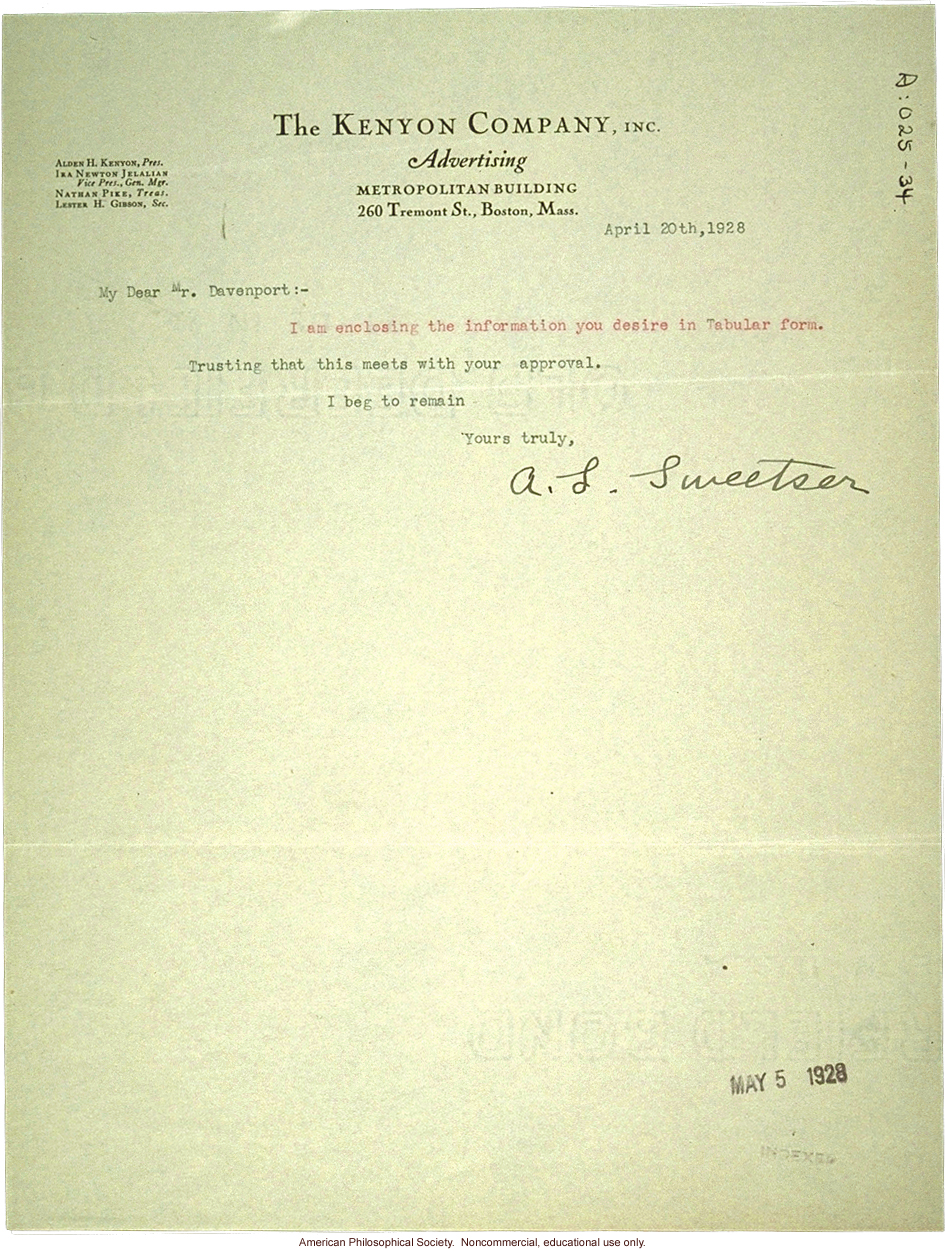 A:025-34
The KENYON COMPANY, INC.
Advertising
METROPOLITAN BUILDING
260 Tremont St., Boston, Mass.
ALDEN H. KENYON, Pres.
IRA NEWTON JELALIAN
Vice Pres., Gen. Mgr.
NATHAN PIKE, Treas.
LESTER H. GIBSON, Sec.
April 20th,1928
My Dear Mr. Davenport:-
I am enclosing the information you desire in Tabular form.
Trusting that this meets with your approval.
I beg to remain
Yours truly,
A. L. Sweetser
MAY 5 1928
INDEXED
American Philosophical Society. Noncommercial, educational use only.